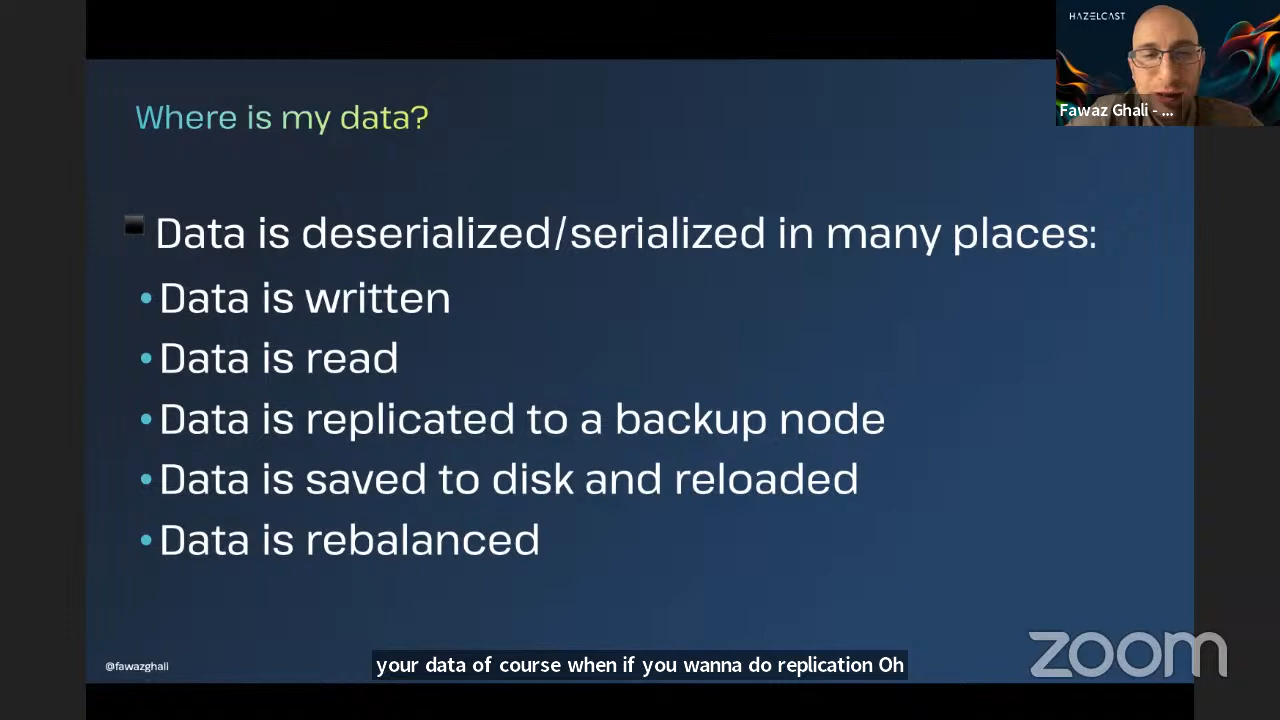 HAZELCAST
Fawaz Ghali - ...
Where is my data?
Data is deserialized/serialized in many places:
• Data is written
• Data is read
• Data is replicated to a backup node
• Data is saved to disk and reloaded
• Data is rebalanced
@fawazghali
your data of course when if you wanna do replication Oh
zoom